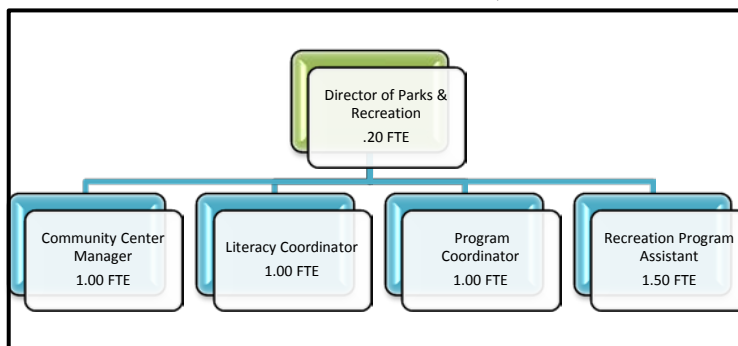 Director of Parks &
Recreation
.20 FTE
Community Center
Manager
1.00 FTE
Literacy Coordinator
1.00 FTE
Program
Coordinator
1.00 FTE
Recreation Program
Assistant
1.50 FTE